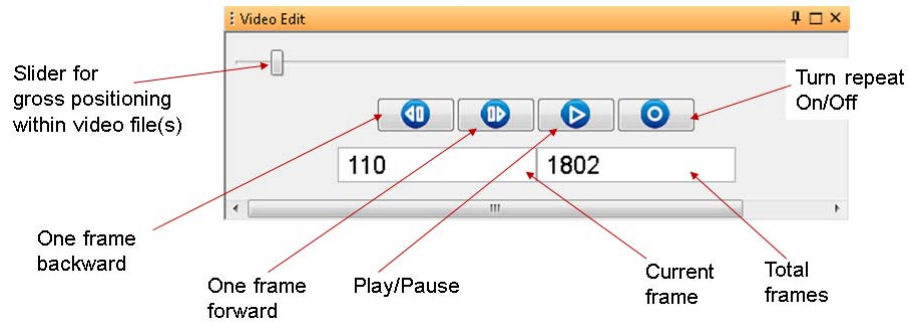 Video Edit
Slider for
gross positioning
within video file(s)
Turn repeat
On/Off
110
1802
One frame
backward
One frame
forward
Play/Pause
Current
frame
Total
frames